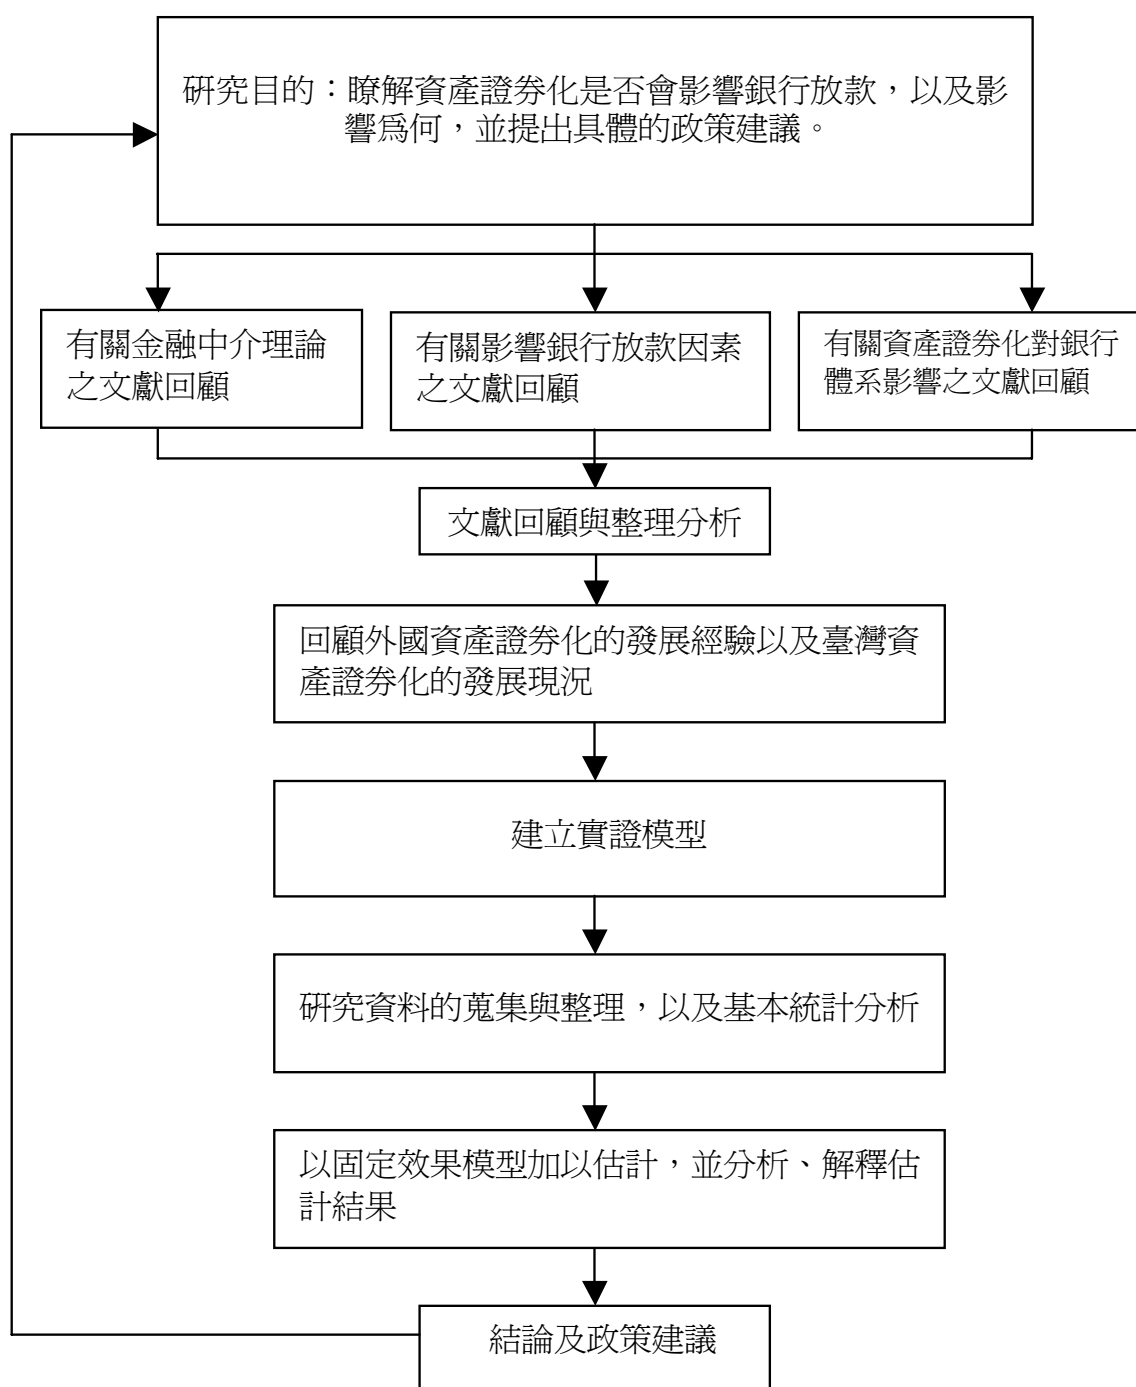 研究目的：瞭解資產證券化是否會影響銀行放款，以及影
響為何，並提出具體的政策建議。
有關金融中介理論
之文獻回顧
有關影響銀行放款因素
之文獻回顧
有關資產證券化對銀行
體系影響之文獻回顧
文獻回顧與整理分析
回顧外國資產證券化的發展經驗以及臺灣資
產證券化的發展現況
建立實證模型
研究資料的蒐集與整理，以及基本統計分析
以固定效果模型加以估計，並分析、解釋估
計結果
結論及政策建議